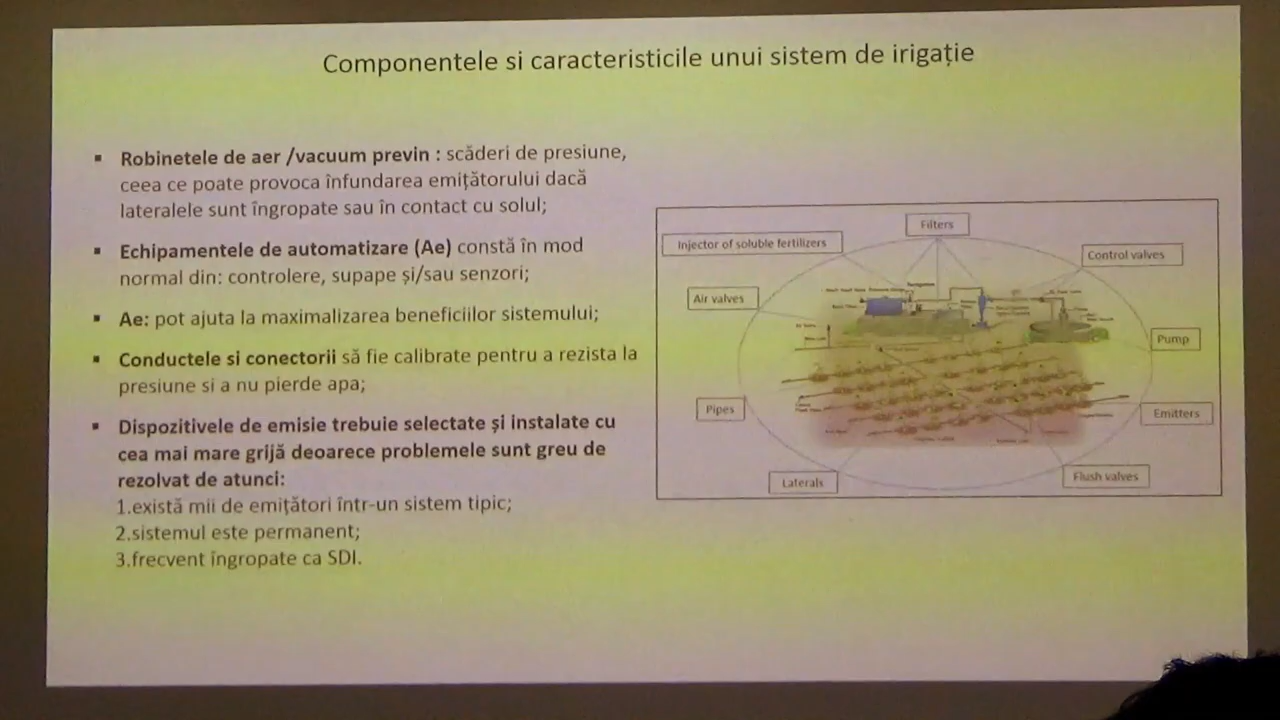 Componentele si caracteristicile unui sistem de irigație
▪ Robinetele de aer /vacuum previn : scăderi de presiune,
ceea ce poate provoca înfundarea emițătorului dacă
lateralele sunt îngropate sau în contact cu solul;
▪ Echipamentele de automatizare (Ae) constă în mod
normal din: controlere, supape și/sau senzori;
▪ Ae: pot ajuta la maximalizarea beneficiilor sistemului;
▪ Conductele si conectorii să fie calibrate pentru a rezista la
presiune si a nu pierde apa;
▪ Dispozitivele de emisie trebuie selectate și instalate cu
cea mai mare grijă deoarece problemele sunt greu de
rezolvat de atunci:
1.există mii de emițători într-un sistem tipic;
2.sistemul este permanent;
3.frecvent îngropate ca SDI.
Filters
Injector of soluble fertilizers
Control valves
Air valves
Pump
Pipes
Emitters
Laterals
Flush valves